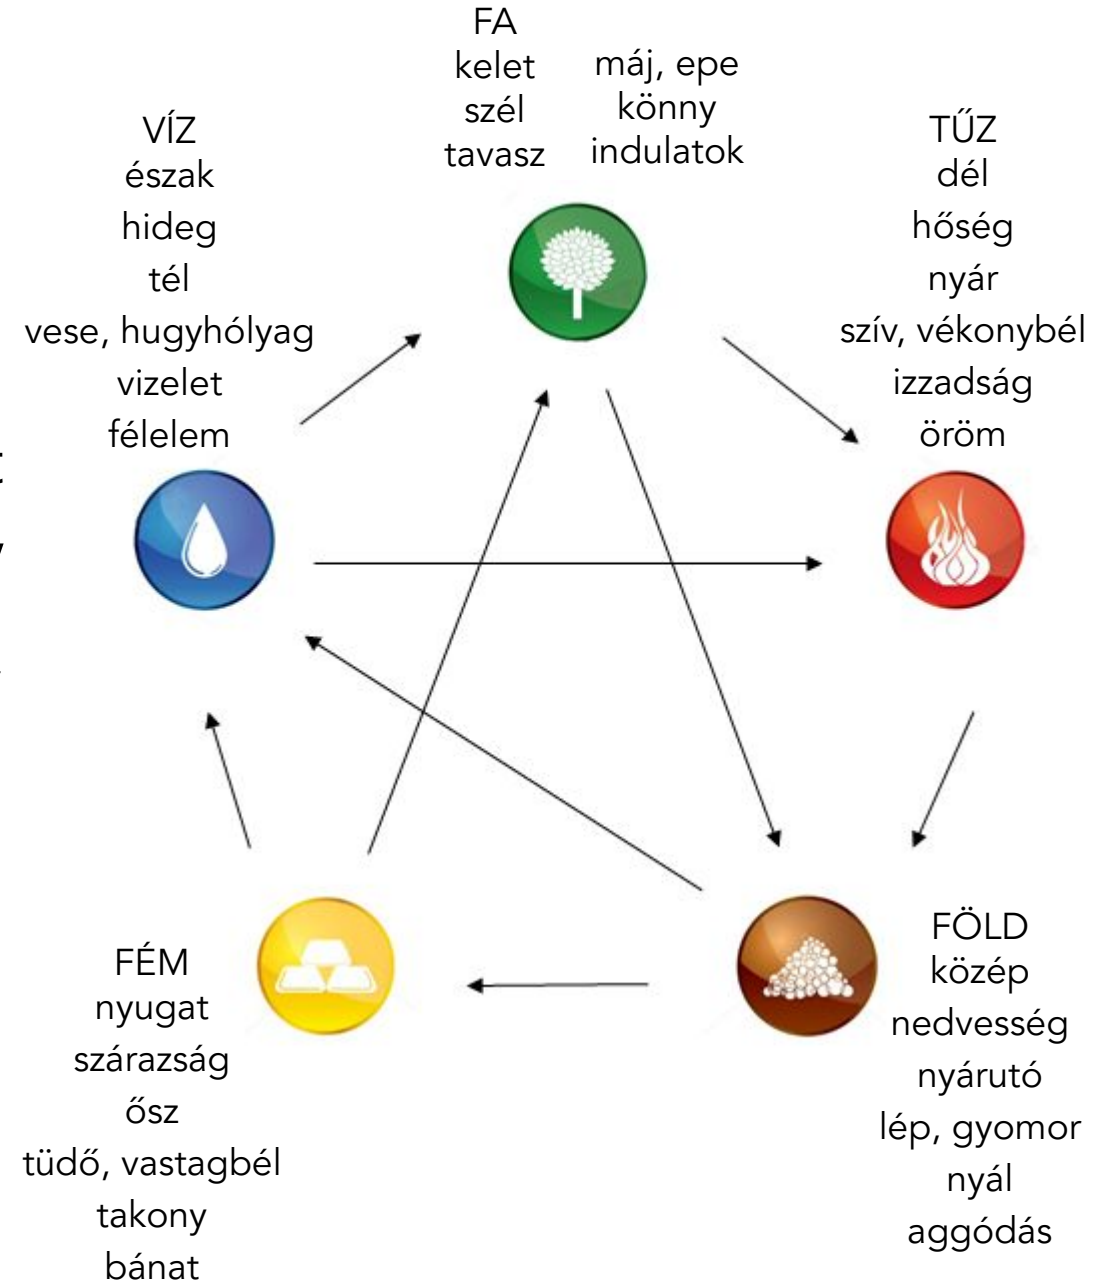 FA
kelet
szél
tavasz
máj, epe
könny
indulatok
VÍZ
észak
hideg
tél
vese, hugyhólyag
vizelet
félelem
TŰZ
dél
hőség
nyár
szív, vékonybél
izzadság
öröm
FÉM
nyugat
szárazság
ősz
tüdő, vastagbél
takony
bánat
FÖLD
közép
nedvesség
nyárutó
lép, gyomor
nyál
aggódás